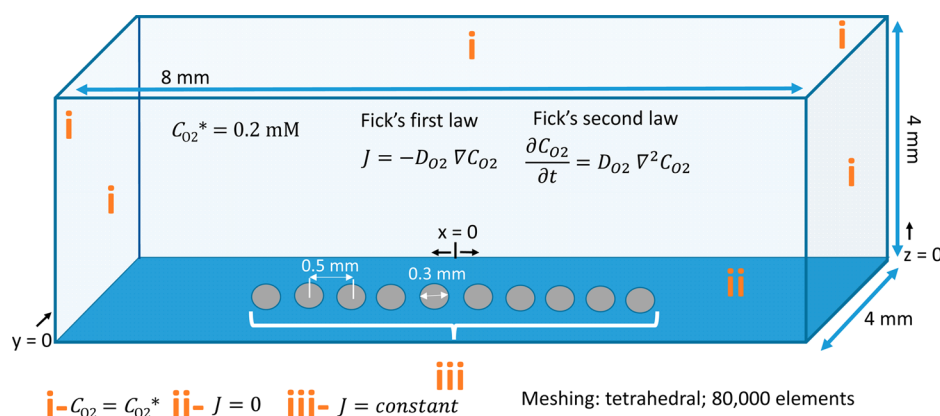 i
i
8 mm
i
C_O2* = 0.2 mM
Fick's first law
J = −D_O2 ∇C_O2
Fick's second law
∂C_O2/∂t = D_O2 ∇²C_O2
4 mm
i
i
x = 0
z = 0
0.5 mm
0.3 mm
ii
4 mm
y = 0
iii
i- C_O2 = C_O2* ii- J = 0 iii- J = constant
Meshing: tetrahedral; 80,000 elements